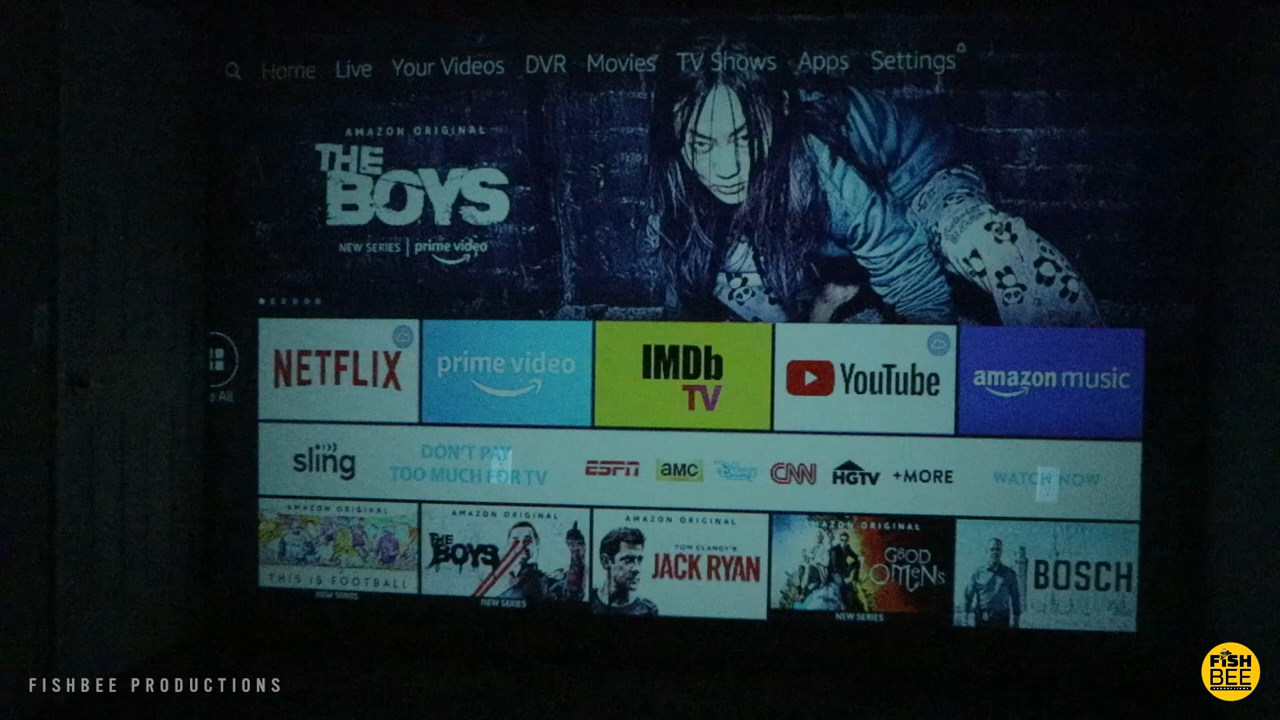 Home Live Your Videos DVR Movies TV Shows Apps Settings
AMAZON ORIGINAL
THE
BOYS
NEW SERIES | prime video
NETFLIX
prime video
IMDb
TV
YouTube
amazon music
All
sling
DON'T PAY
TOO MUCH FOR TV
ESPN
aMC
Disney
CNN
HGTV
+MORE
WATCH NOW
AMAZON ORIGINAL
THIS IS FOOTBALL
NEW SERIES
AMAZON ORIGINAL
THE
BOYS
NEW SERIES
AMAZON ORIGINAL
TOM CLANCY'S
JACK RYAN
AMAZON ORIGINAL
GOOD
OMENS
NEW SERIES
BOSCH
FISHBEE PRODUCTIONS
FISH
BEE
PRODUCTIONS